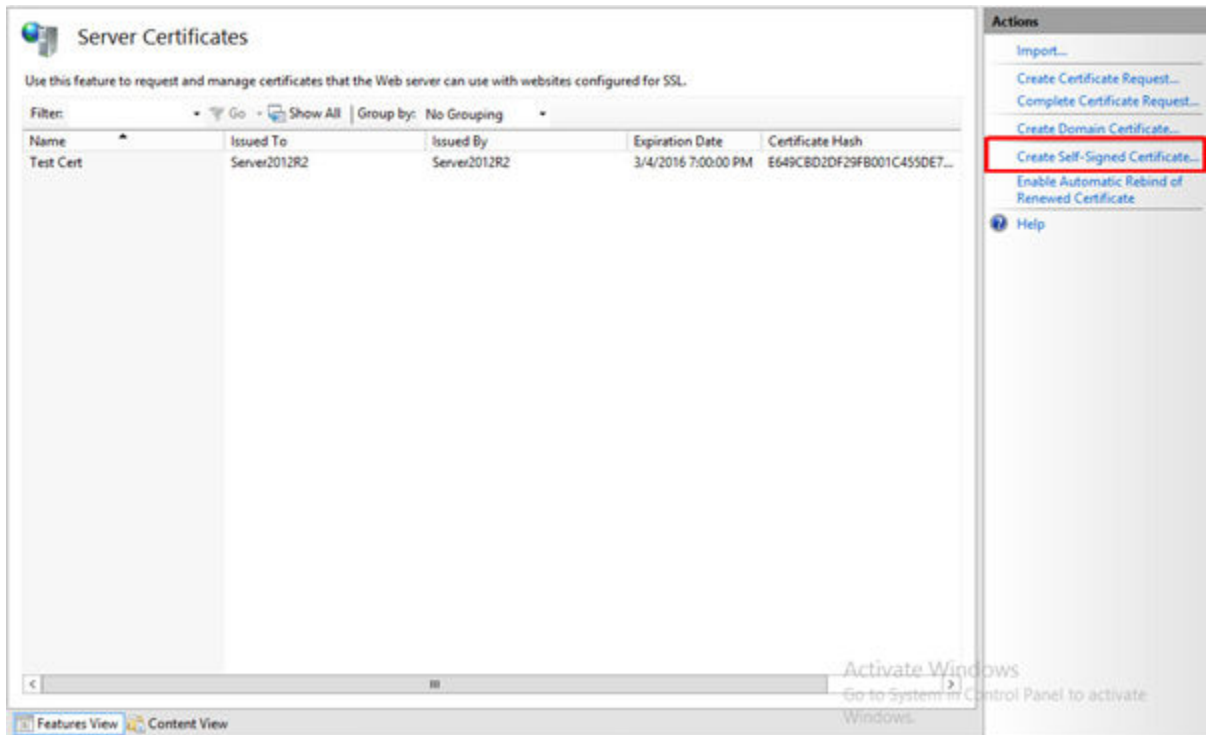 Server Certificates
Use this feature to request and manage certificates that the Web server can use with websites configured for SSL.
Filter: Go Show All Group by: No Grouping
Name Issued To Issued By Expiration Date Certificate Hash
Test Cert Server2012R2 Server2012R2 3/4/2016 7:00:00 PM E649CBD2DF29FB001C455DE7...
Features View Content View
Actions
Import...
Create Certificate Request...
Complete Certificate Request...
Create Domain Certificate...
Create Self-Signed Certificate...
Enable Automatic Rebind of
Renewed Certificate
Help
Activate Windows
Go to System in Control Panel to activate
Windows.